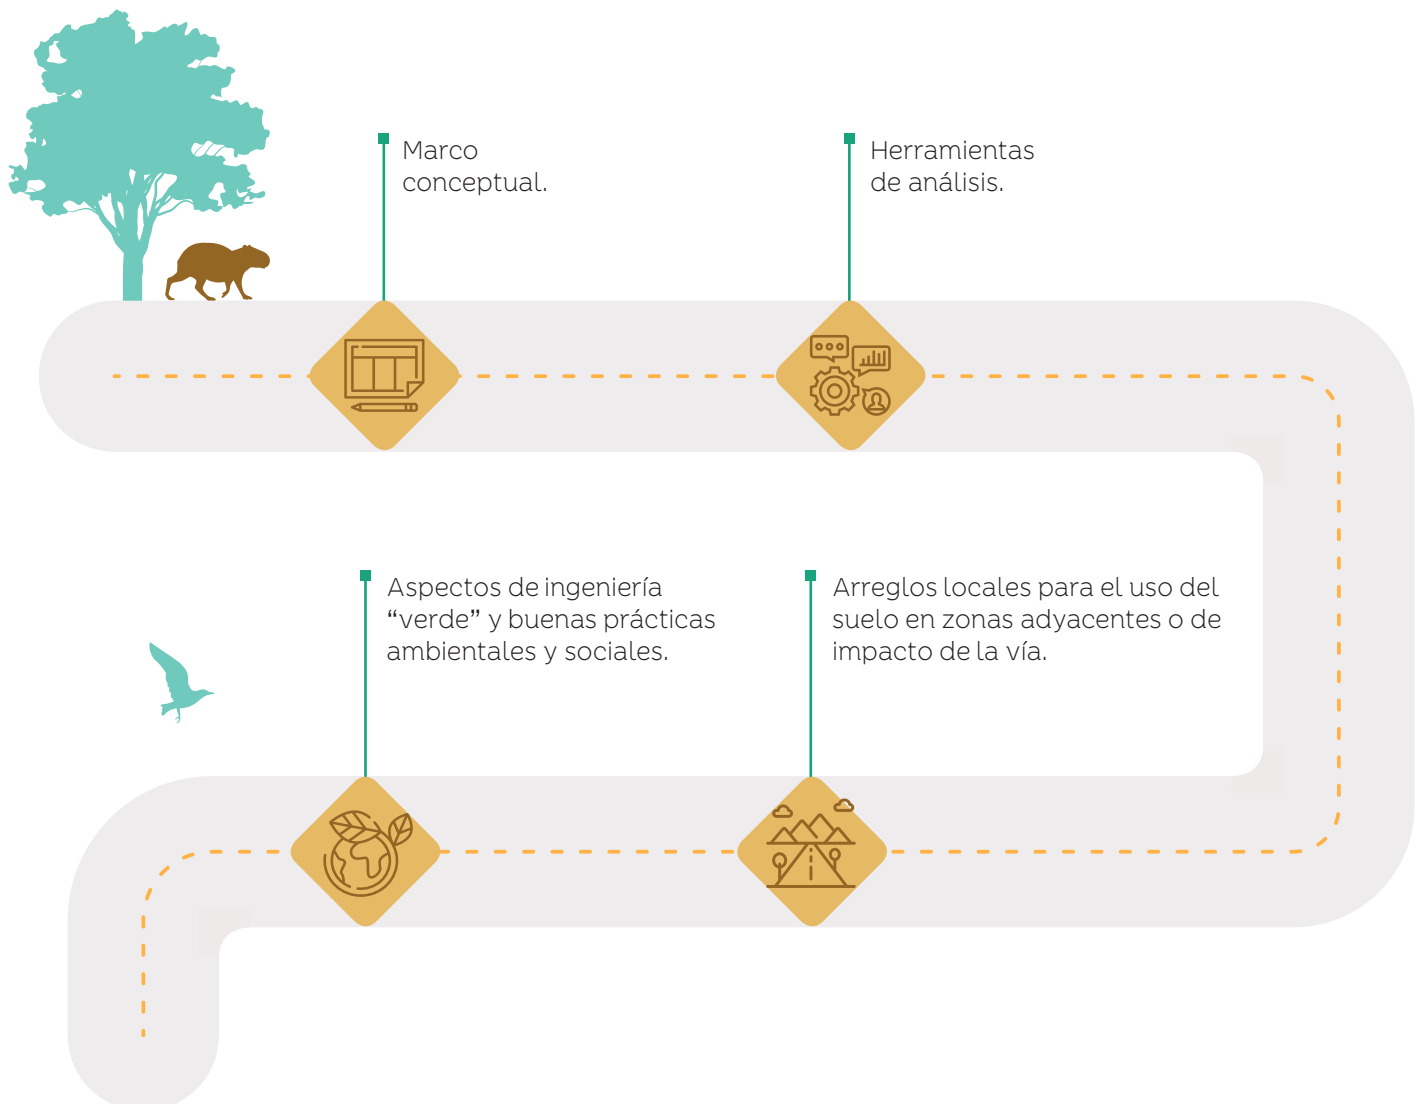 Marco
conceptual.
Herramientas
de análisis.
Aspectos de ingeniería
“verde” y buenas prácticas
ambientales y sociales.
Arreglos locales para el uso del
suelo en zonas adyacentes o de
impacto de la vía.